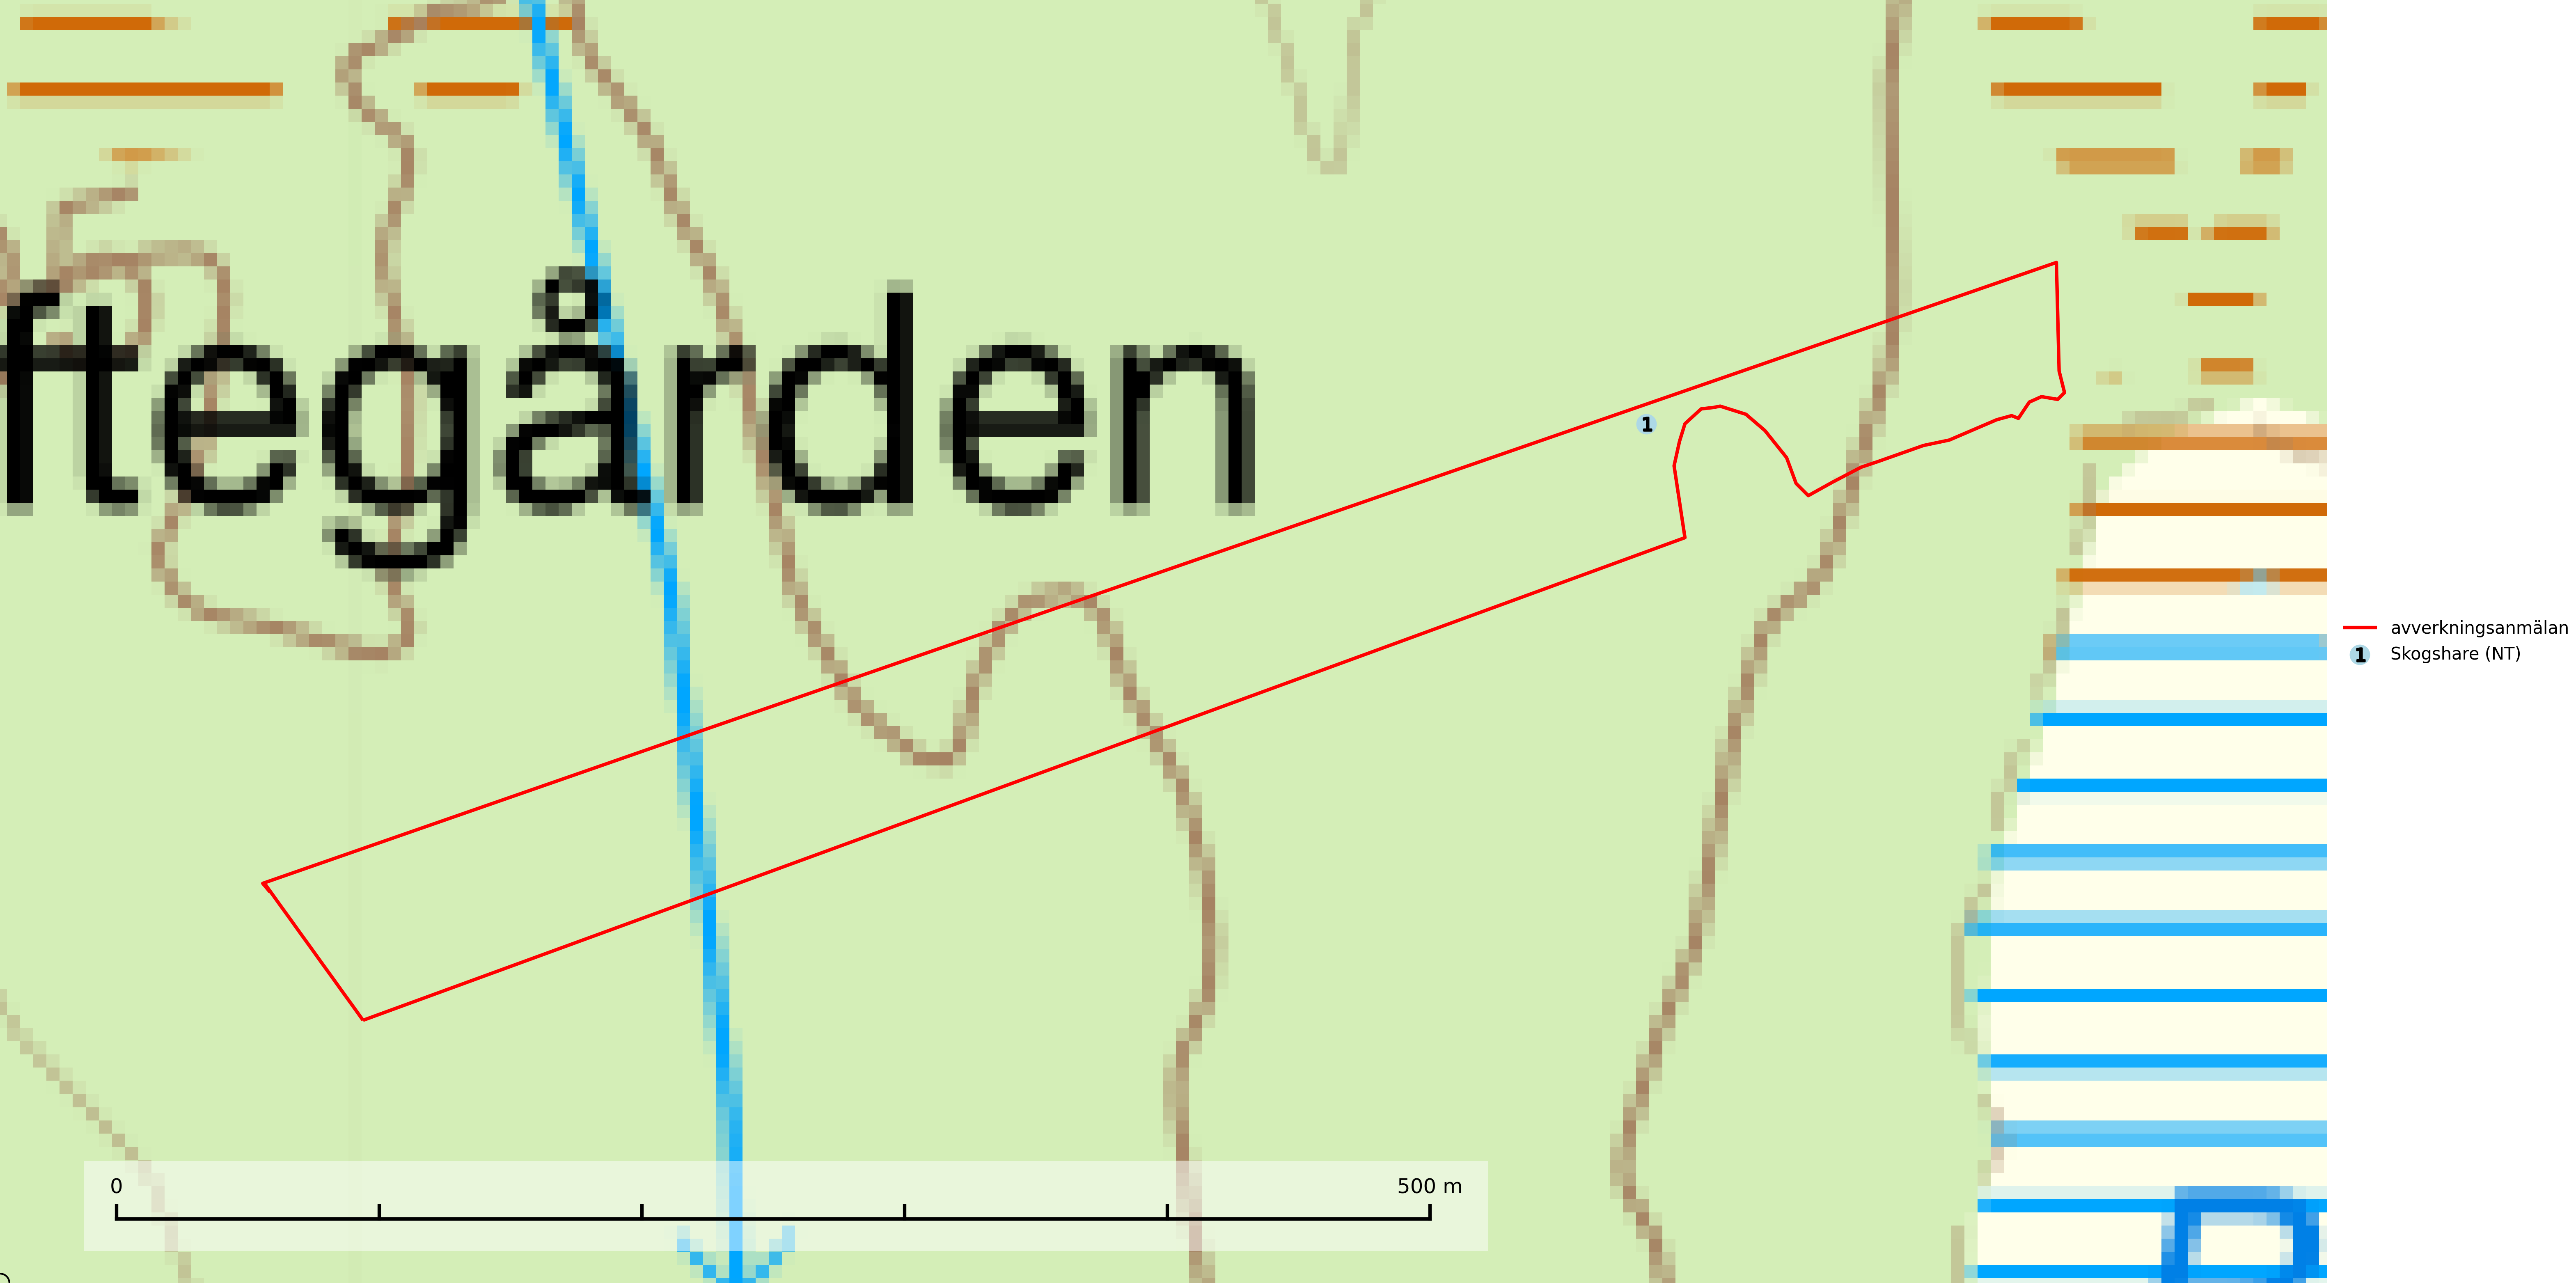 ftegården
1
avverkningsanmälan
1 Skogshare (NT)
0 500 m